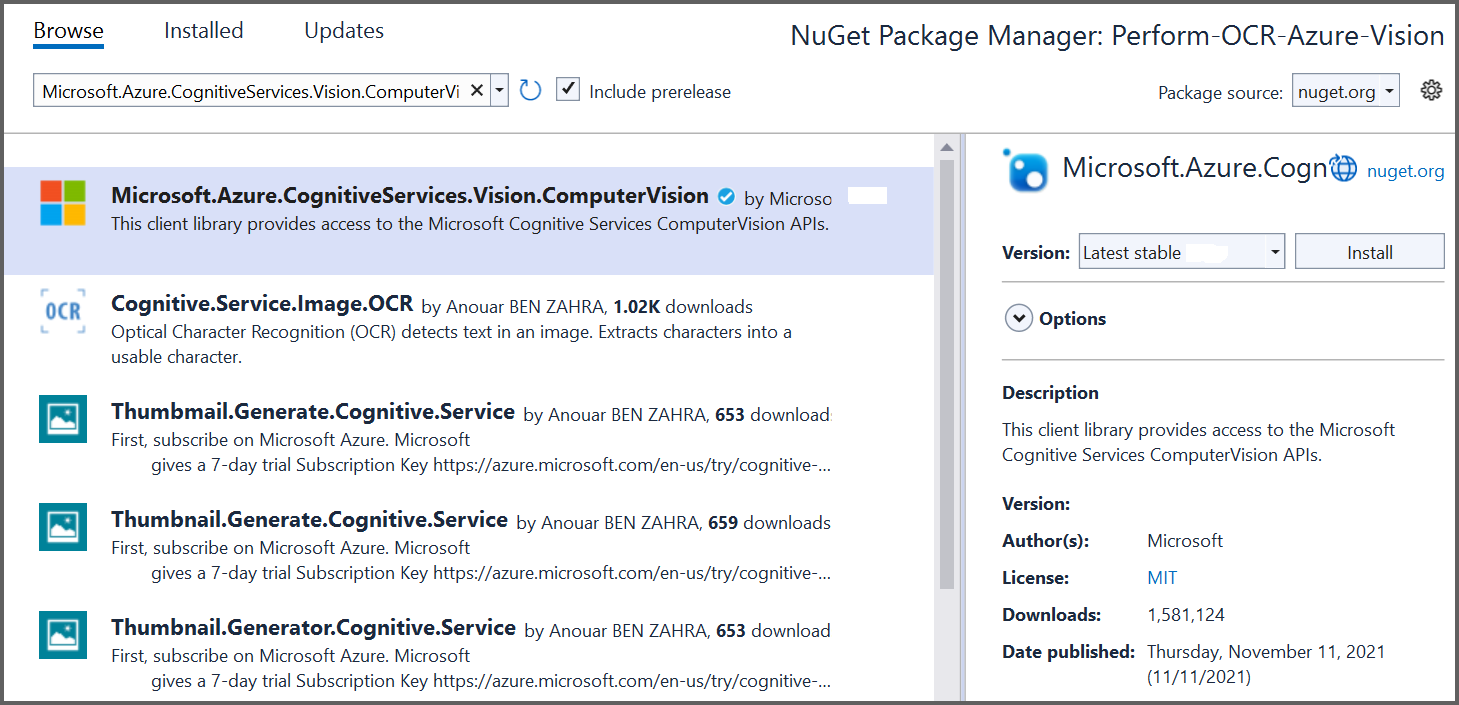 Browse
Installed
Updates
NuGet Package Manager: Perform-OCR-Azure-Vision
Microsoft.Azure.CognitiveServices.Vision.ComputerVi
Include prerelease
Package source: nuget.org
Microsoft.Azure.CognitiveServices.Vision.ComputerVision by Microso
This client library provides access to the Microsoft Cognitive Services ComputerVision APIs.
OCR
Cognitive.Service.Image.OCR by Anouar BEN ZAHRA, 1.02K downloads
Optical Character Recognition (OCR) detects text in an image. Extracts characters into a
usable character.
Thumbmail.Generate.Cognitive.Service by Anouar BEN ZAHRA, 653 download
First, subscribe on Microsoft Azure. Microsoft
gives a 7-day trial Subscription Key https://azure.microsoft.com/en-us/try/cognitive-...
Thumbnail.Generate.Cognitive.Service by Anouar BEN ZAHRA, 659 downloads
First, subscribe on Microsoft Azure. Microsoft
gives a 7-day trial Subscription Key https://azure.microsoft.com/en-us/try/cognitive-...
Thumbnail.Generator.Cognitive.Service by Anouar BEN ZAHRA, 653 download
First, subscribe on Microsoft Azure. Microsoft
gives a 7-day trial Subscription Key https://azure.microsoft.com/en-us/try/cognitive-...
Microsoft.Azure.Cogn nuget.org
Version: Latest stable Install
Options
Description
This client library provides access to the Microsoft
Cognitive Services ComputerVision APIs.
Version:
Author(s): Microsoft
License: MIT
Downloads: 1,581,124
Date published: Thursday, November 11, 2021
(11/11/2021)